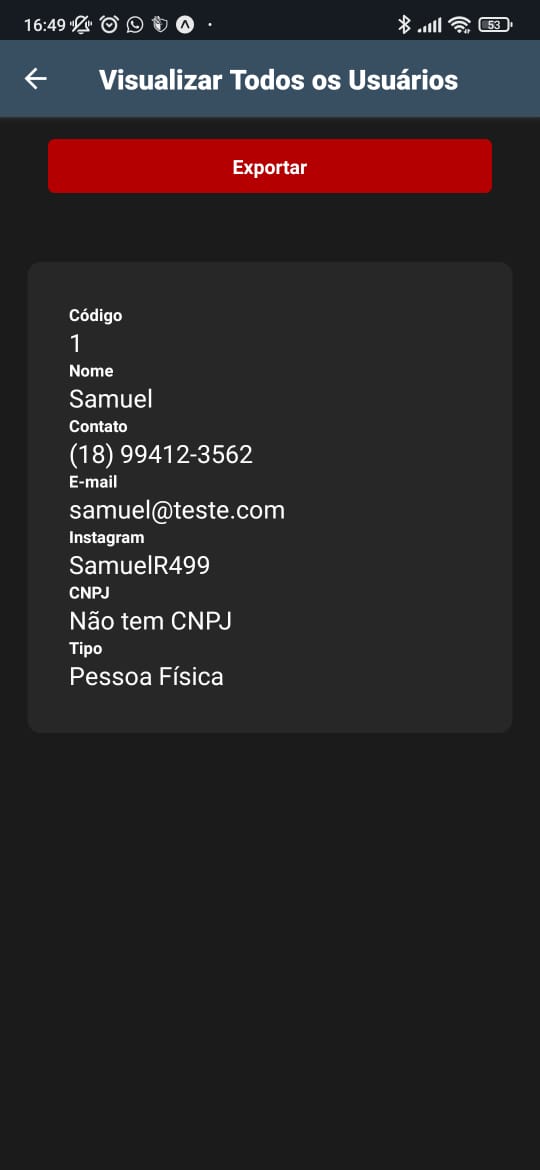 16:49
53
Visualizar Todos os Usuários
Exportar
Código
1
Nome
Samuel
Contato
(18) 99412-3562
E-mail
samuel@teste.com
Instagram
SamuelR499
CNPJ
Não tem CNPJ
Tipo
Pessoa Física